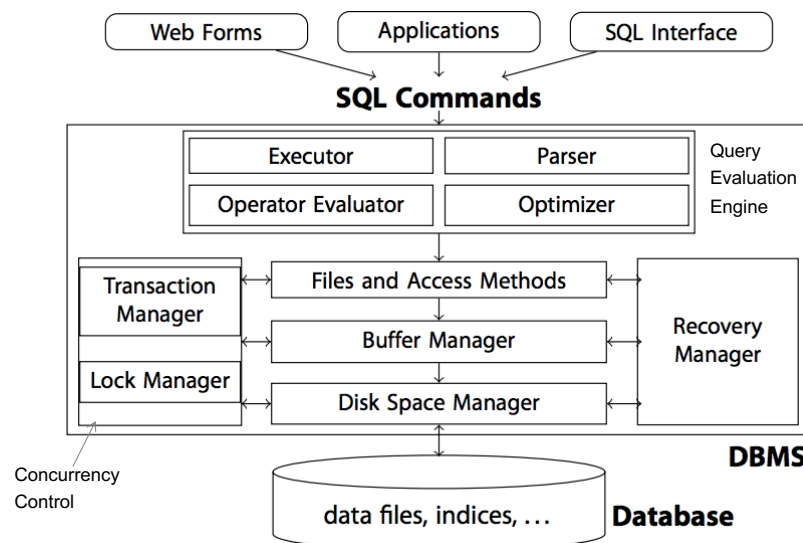 Web Forms
Applications
SQL Interface
SQL Commands
Executor
Parser
Operator Evaluator
Optimizer
Query
Evaluation
Engine
Transaction
Manager
Lock Manager
Files and Access Methods
Buffer Manager
Disk Space Manager
Recovery
Manager
DBMS
Concurrency
Control
data files, indices, ...
Database